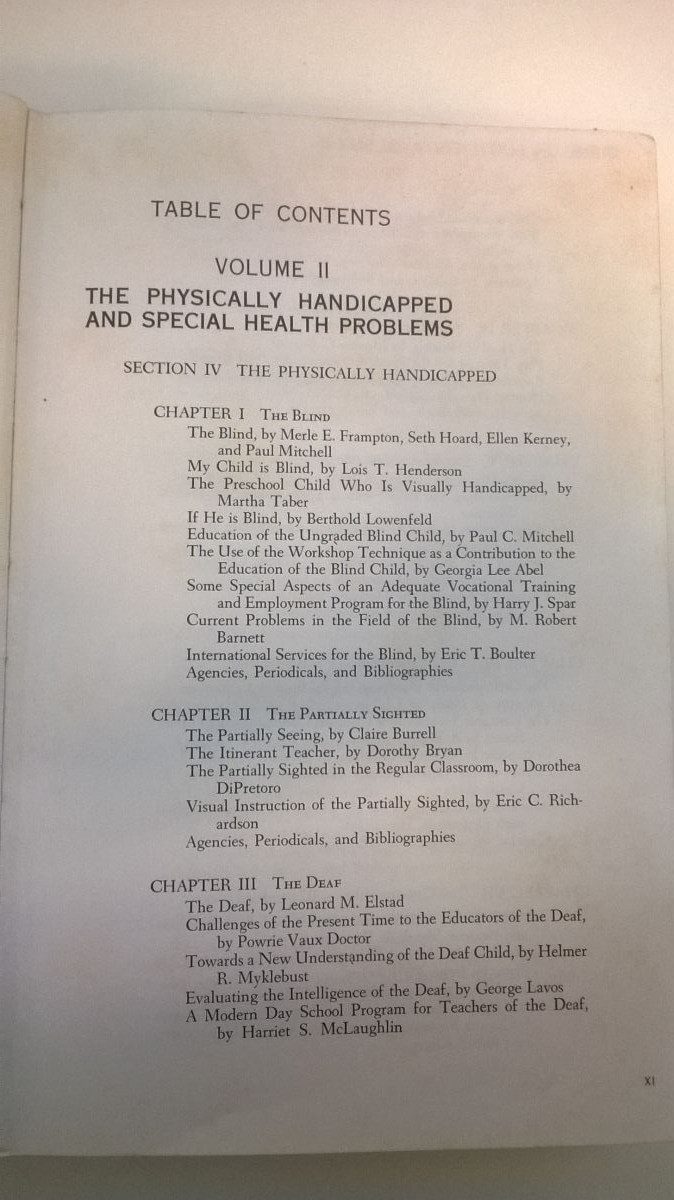 TABLE OF CONTENTS
VOLUME II
THE PHYSICALLY HANDICAPPED
AND SPECIAL HEALTH PROBLEMS
SECTION IV THE PHYSICALLY HANDICAPPED
CHAPTER I The Blind
The Blind, by Merle E. Frampton, Seth Hoard, Ellen Kerney,
and Paul Mitchell
My Child is Blind, by Lois T. Henderson
The Preschool Child Who Is Visually Handicapped, by
Martha Taber
If He is Blind, by Berthold Lowenfeld
Education of the Ungraded Blind Child, by Paul C. Mitchell
The Use of the Workshop Technique as a Contribution to the
Education of the Blind Child, by Georgia Lee Abel
Some Special Aspects of an Adequate Vocational Training
and Employment Program for the Blind, by Harry J. Spar
Current Problems in the Field of the Blind, by M. Robert
Barnett
International Services for the Blind, by Eric T. Boulter
Agencies, Periodicals, and Bibliographies
CHAPTER II The Partially Sighted
The Partially Seeing, by Claire Burrell
The Itinerant Teacher, by Dorothy Bryan
The Partially Sighted in the Regular Classroom, by Dorothea
DiPretoro
Visual Instruction of the Partially Sighted, by Eric C. Rich-
ardson
Agencies, Periodicals, and Bibliographies
CHAPTER III The Deaf
The Deaf, by Leonard M. Elstad
Challenges of the Present Time to the Educators of the Deaf,
by Powrie Vaux Doctor
Towards a New Understanding of the Deaf Child, by Helmer
R. Myklebust
Evaluating the Intelligence of the Deaf, by George Lavos
A Modern Day School Program for Teachers of the Deaf,
by Harriet S. McLaughlin
XI